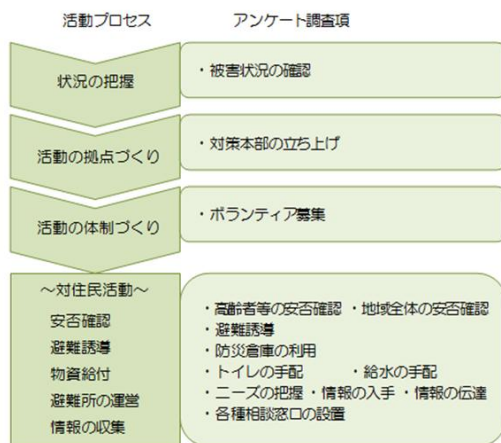 活動プロセス
アンケート調査項
状況の把握
・被害状況の確認
活動の拠点づくり
・対策本部の立ち上げ
活動の体制づくり
・ボランティア募集
～対住民活動～
安否確認
避難誘導
物資給付
避難所の運営
情報の収集
・高齢者等の安否確認 ・地域全体の安否確認
・避難誘導
・防災倉庫の利用
・トイレの手配 ・給水の手配
・ニーズの把握 ・情報の入手 ・情報の伝達
・各種相談窓口の設置